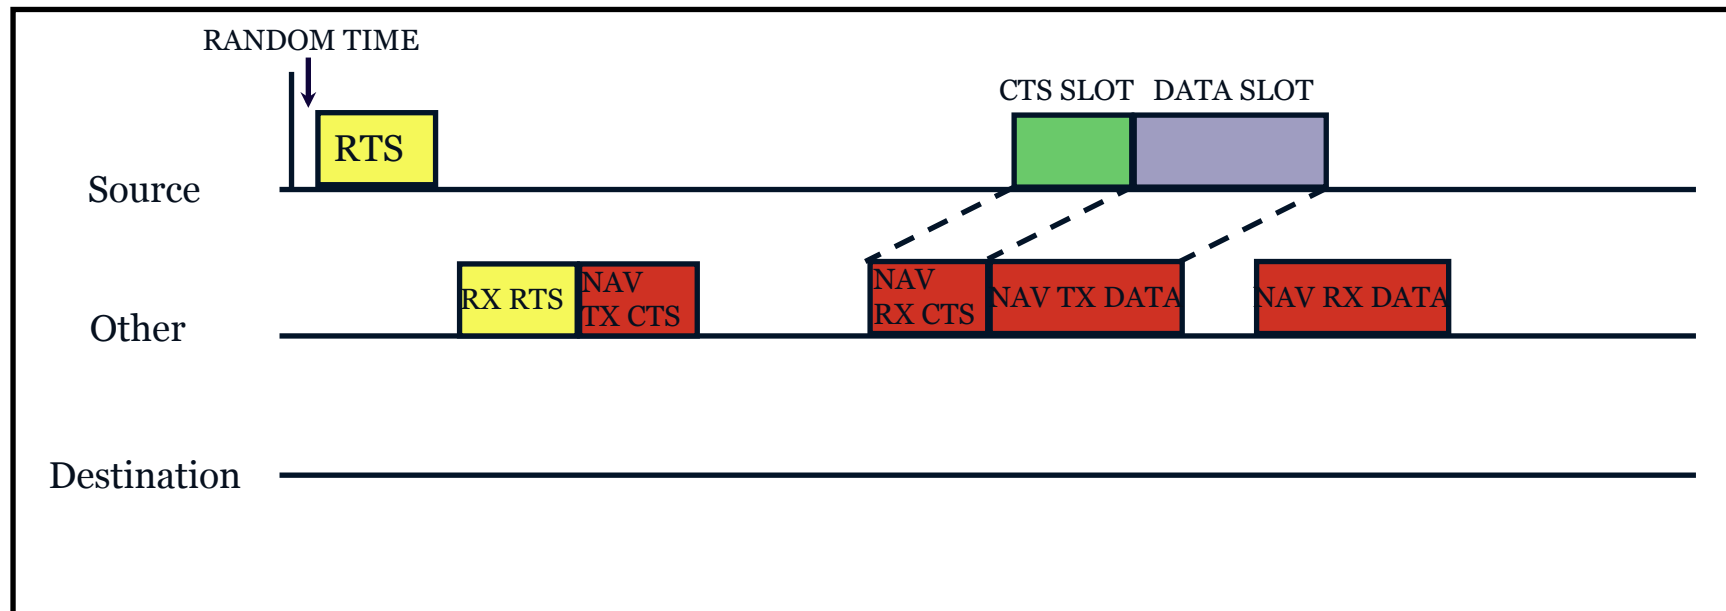 RANDOM TIME
CTS SLOT DATA SLOT
RTS
Source
RX RTS
NAV
TX CTS
NAV
RX CTS
NAV TX DATA
NAV RX DATA
Other
Destination